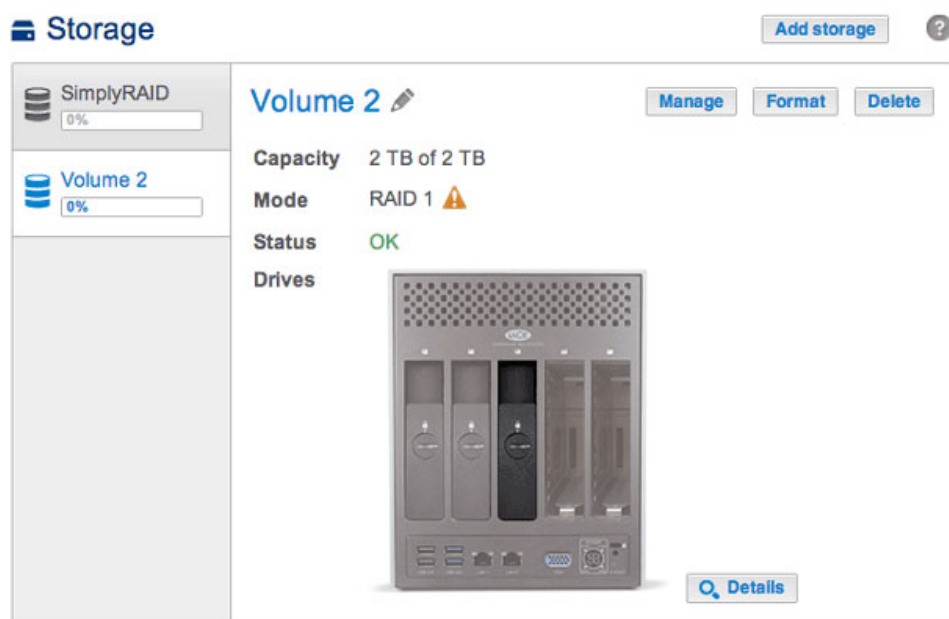 Storage
Add storage
?
SimplyRAID
0%
Volume 2
0%
Volume 2
Manage
Format
Delete
Capacity 2 TB of 2 TB
Mode RAID 1
Status OK
Drives
LACIE
Details